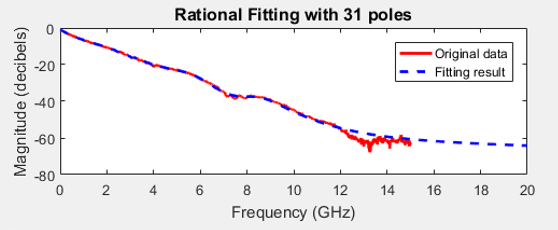 Rational Fitting with 31 poles
Magnitude (decibels)
0
-20
-40
-60
-80
Original data
Fitting result
0 2 4 6 8 10 12 14 16 18 20
Frequency (GHz)